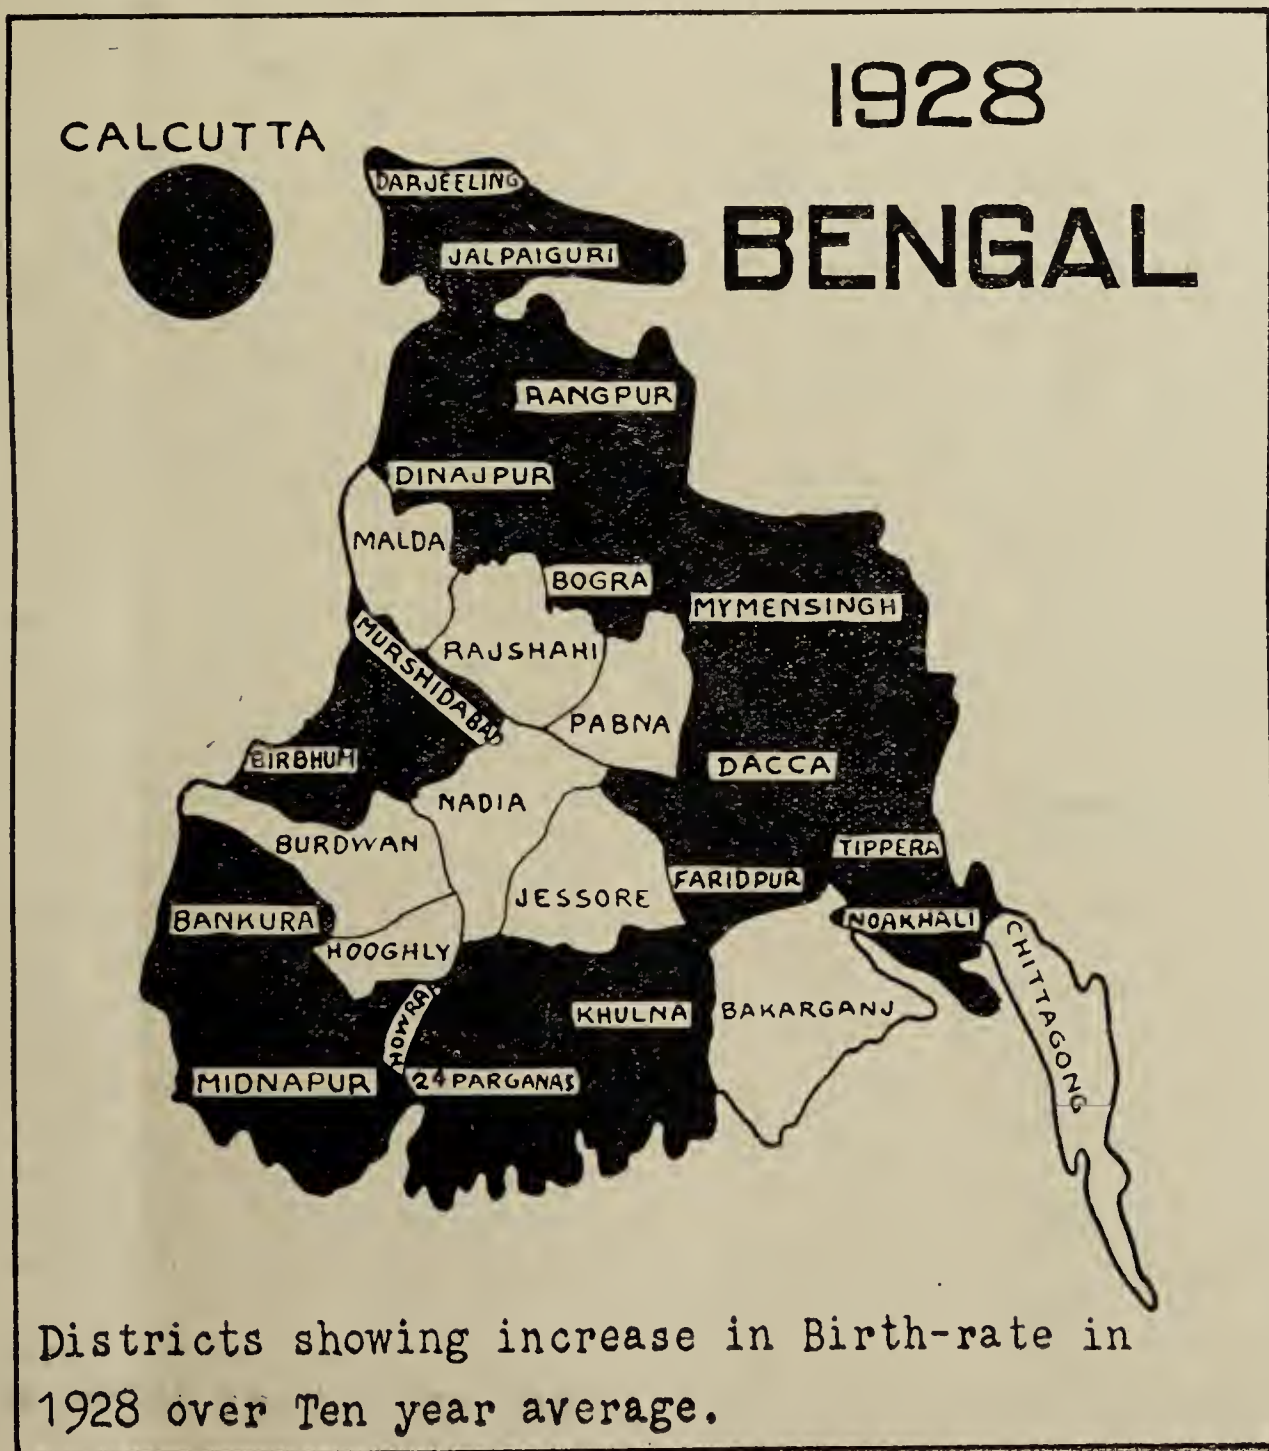 1928
CALCUTTA
BENGAL
DARJEELING
JALPAIGURI
RANGPUR
DINAJPUR
MALDA
BOGRA
MYMENSINGH
MURSHIDABAD
RAJSHAHI
PABNA
BIRBHUM
DACCA
NADIA
BURDWAN
TIPPERA
JESSORE
FARIDPUR
BANKURA
NOAKHALI
HOOGHLY
CHITTAGONG
HOWRA
KHULNA
BAKARGANJ
MIDNAPUR
24 PARGANAS
Districts showing increase in Birth-rate in
1928 over Ten year average.